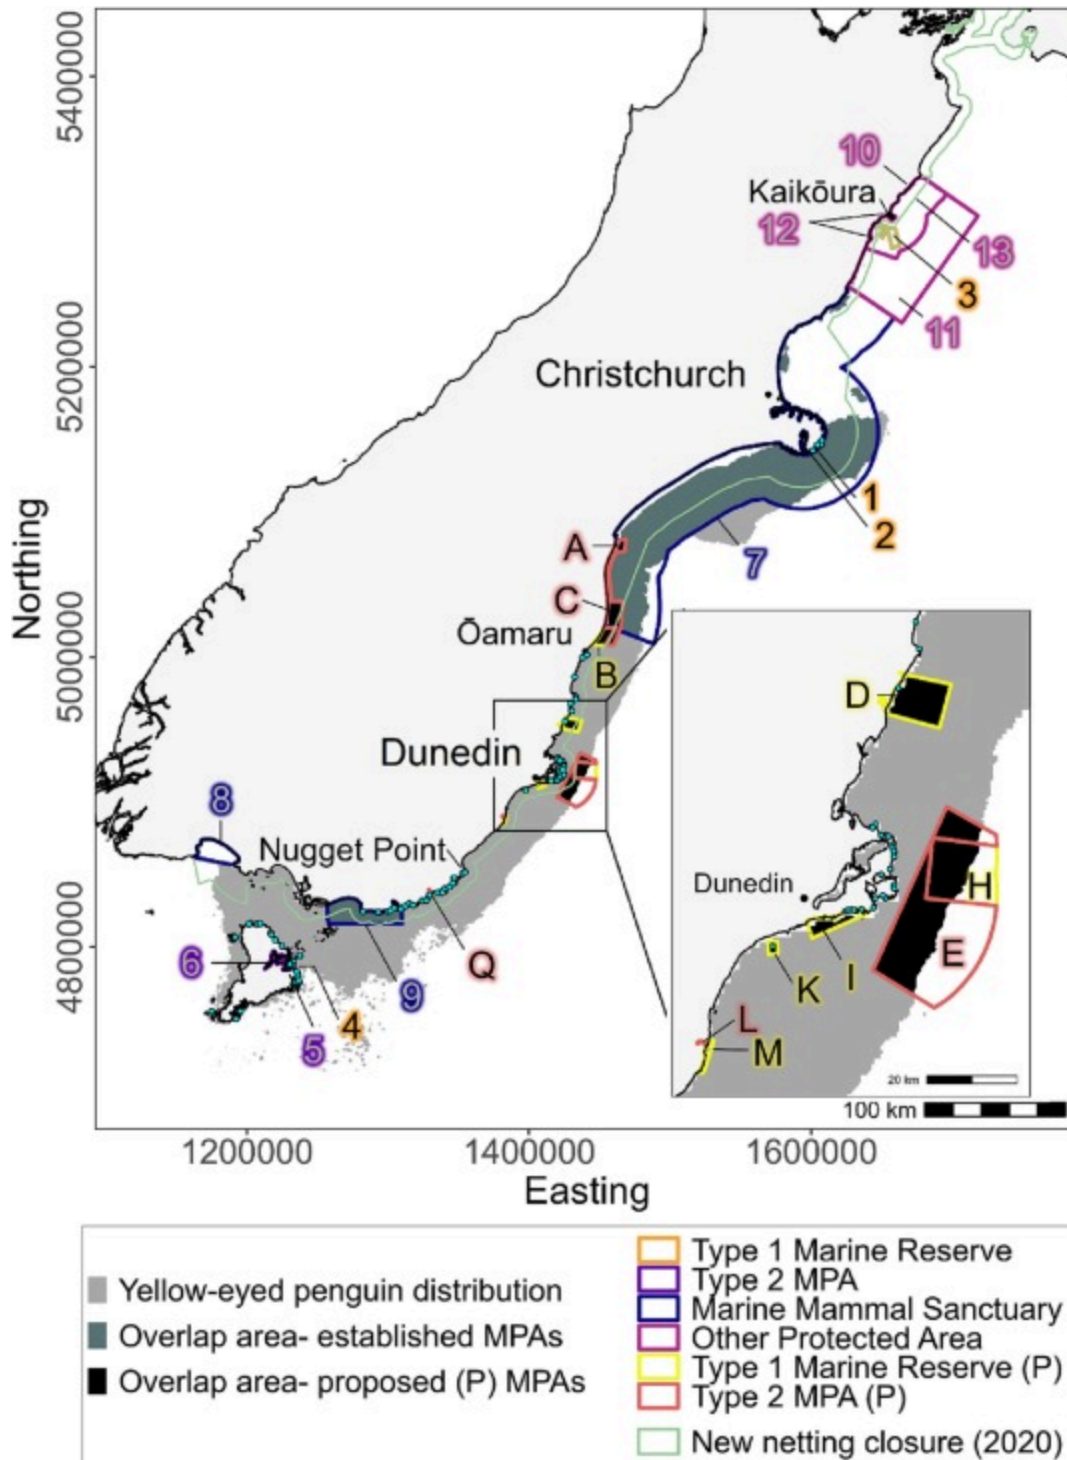 5400000
10
Kaikōura
12
13
3
11
Christchurch
5200000
1
2
7
A
C
Northing
Ōamaru
B
5000000
D
Dunedin
8
Nugget Point
Dunedin
H
E
I
K
L
M
6
Q
9
4
5
4800000
20 km
100 km
1200000
1400000
1600000
Easting
Yellow-eyed penguin distribution
Overlap area- established MPAs
Overlap area- proposed (P) MPAs
Type 1 Marine Reserve
Type 2 MPA
Marine Mammal Sanctuary
Other Protected Area
Type 1 Marine Reserve (P)
Type 2 MPA (P)
New netting closure (2020)